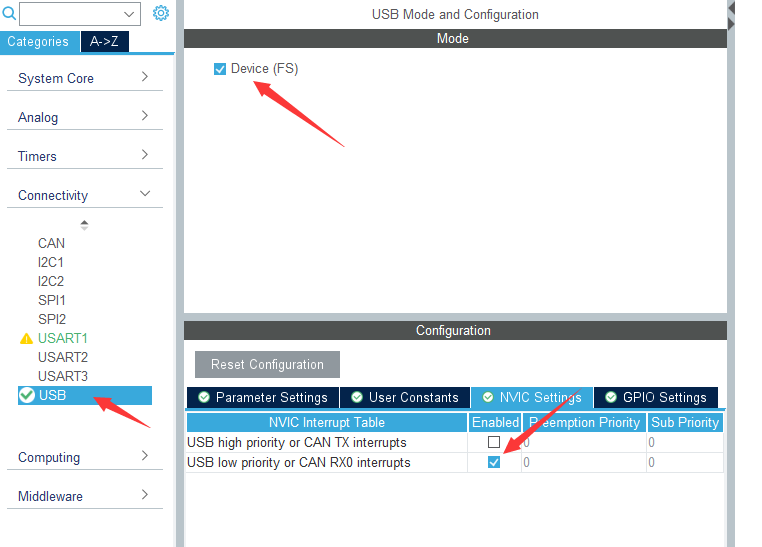 USB Mode and Configuration
Categories A->Z
Mode
Device (FS)
System Core
Analog
Timers
Connectivity
CAN
I2C1
I2C2
SPI1
SPI2
USART1
USART2
USART3
USB
Computing
Middleware
Configuration
Reset Configuration
Parameter Settings User Constants NVIC Settings GPIO Settings
NVIC Interrupt Table Enabled Preemption Priority Sub Priority
USB high priority or CAN TX interrupts 0 0
USB low priority or CAN RX0 interrupts 0 0